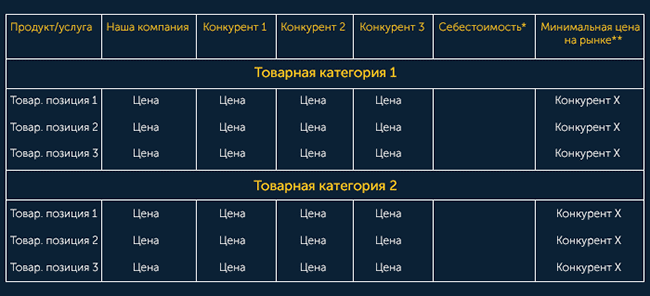 Продукт/услуга Наша компания Конкурент 1 Конкурент 2 Конкурент 3 Себестоимость* Минимальная цена
на рынке**
Товарная категория 1
Товар. позиция 1 Цена Цена Цена Цена Конкурент X
Товар. позиция 2 Цена Цена Цена Цена Конкурент X
Товар. позиция 3 Цена Цена Цена Цена Конкурент X
Товарная категория 2
Товар. позиция 1 Цена Цена Цена Цена Конкурент X
Товар. позиция 2 Цена Цена Цена Цена Конкурент X
Товар. позиция 3 Цена Цена Цена Цена Конкурент X